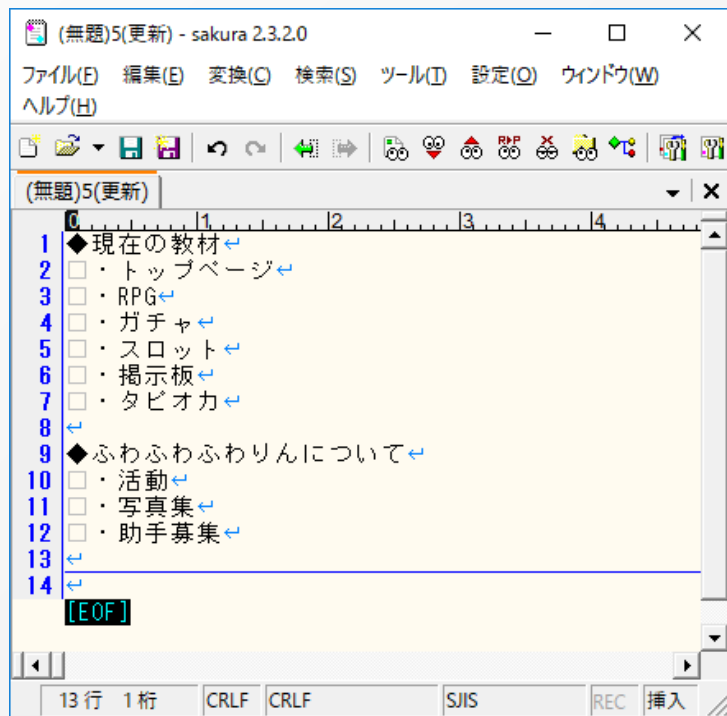 (無題)5(更新) - sakura 2.3.2.0
ファイル(F) 編集(E) 変換(C) 検索(S) ツール(T) 設定(O) ウィンドウ(W)
ヘルプ(H)
(無題)5(更新)
0 1 2 3 4
1 ◆現在の教材↵
2 □・トップページ↵
3 □・RPG↵
4 □・ガチャ↵
5 □・スロット↵
6 □・掲示板↵
7 □・タピオカ↵
8 ↵
9 ◆ふわふわふわりんについて↵
10 □・活動↵
11 □・写真集↵
12 □・助手募集↵
13 ↵
14 ↵
[EOF]
13 行 1 桁 CRLF CRLF SJIS REC 挿入